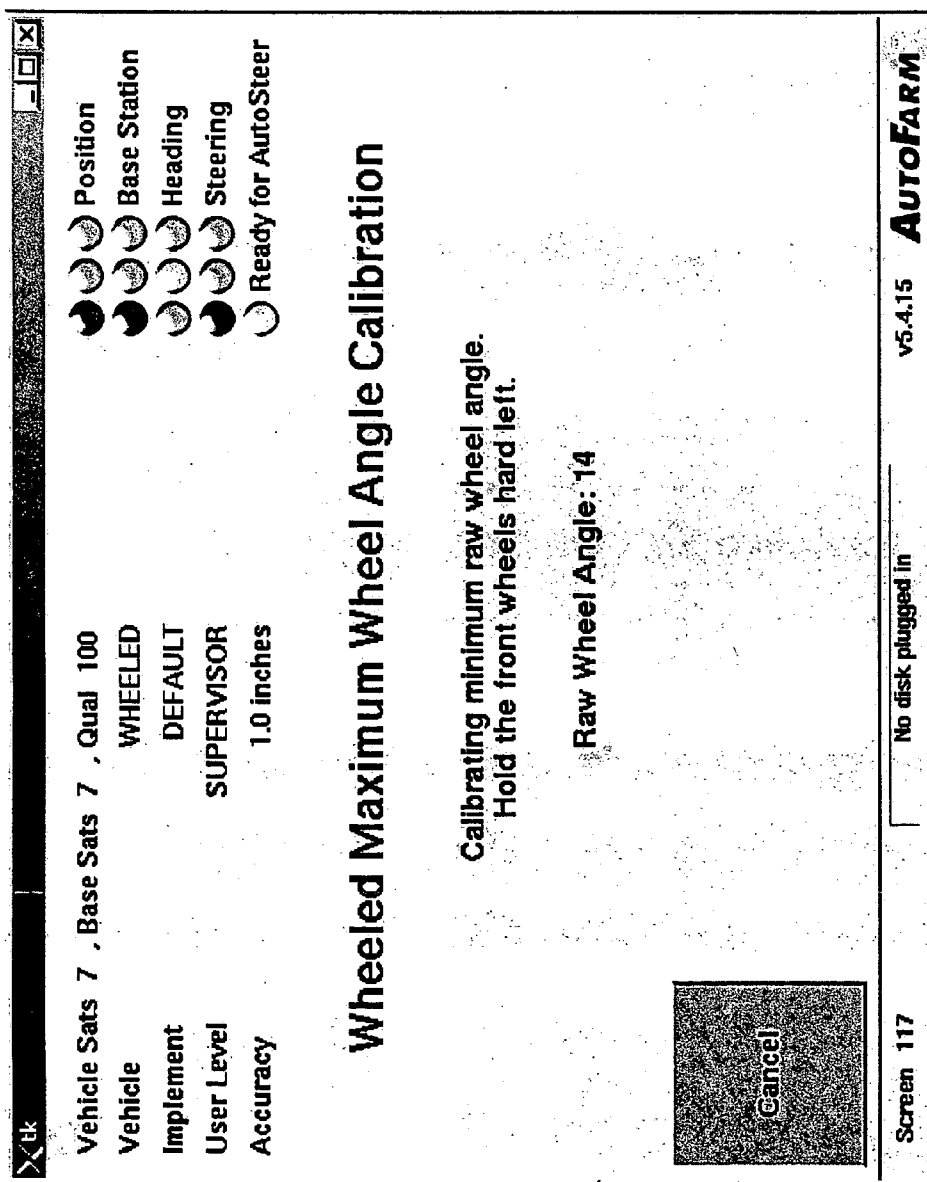 tk
Vehicle Sats 7 , Base Sats 7 , Qual 100
Vehicle WHEELED
Implement DEFAULT
User Level SUPERVISOR
Accuracy 1.0 inches
Position
Base Station
Heading
Steering
Ready for AutoSteer
Wheeled Maximum Wheel Angle Calibration
Calibrating minimum raw wheel angle.
Hold the front wheels hard left.
Raw Wheel Angle: 14
Cancel
Screen 117 No disk plugged in v5.4.15 AUTOFARM